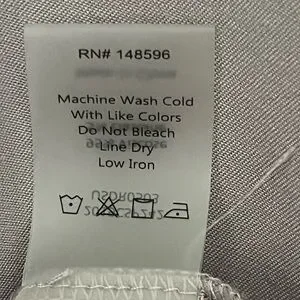 RN# 148596
Machine Wash Cold
With Like Colors
Do Not Bleach
Line Dry
Low Iron